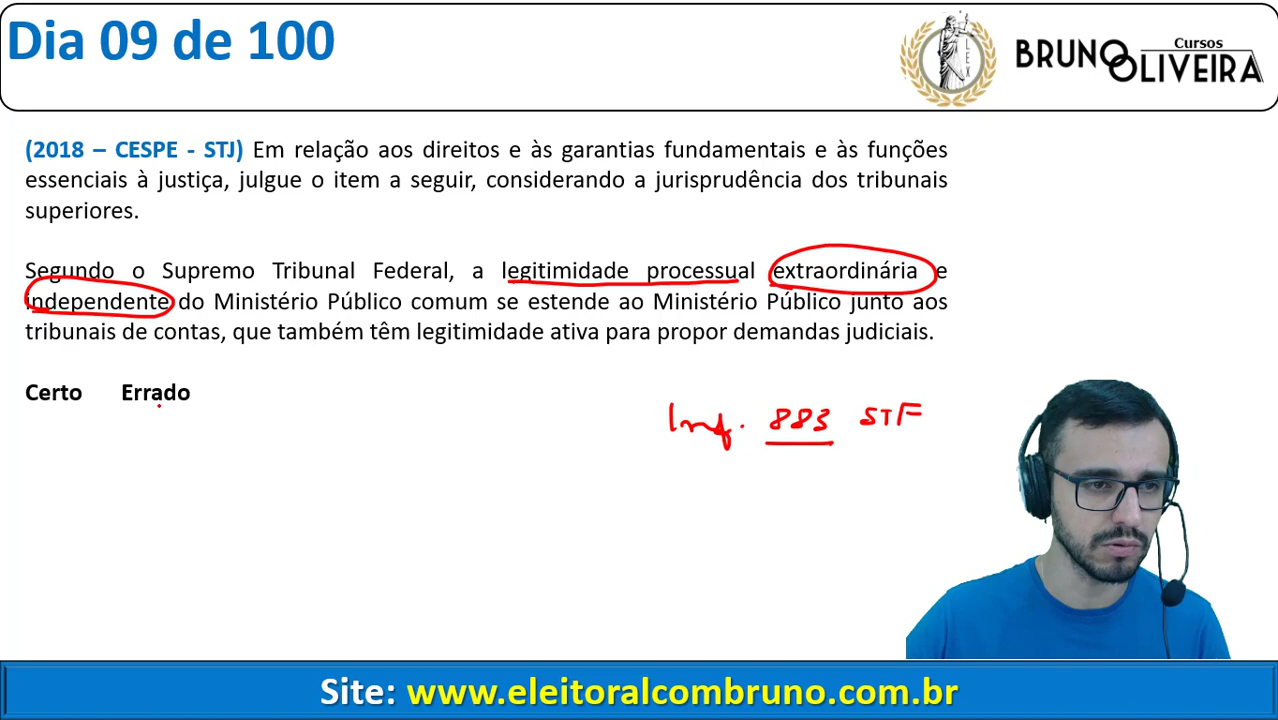 Dia 09 de 100
LEX
Cursos
BRUNO
OLIVEIRA
(2018 – CESPE - STJ) Em relação aos direitos e às garantias fundamentais e às funções
essenciais à justiça, julgue o item a seguir, considerando a jurisprudência dos tribunais
superiores.
Segundo o Supremo Tribunal Federal, a legitimidade processual extraordinária e
independente do Ministério Público comum se estende ao Ministério Público junto aos
tribunais de contas, que também têm legitimidade ativa para propor demandas judiciais.
Certo Errado
Inf. 883 STF
Site: www.eleitoralcombruno.com.br